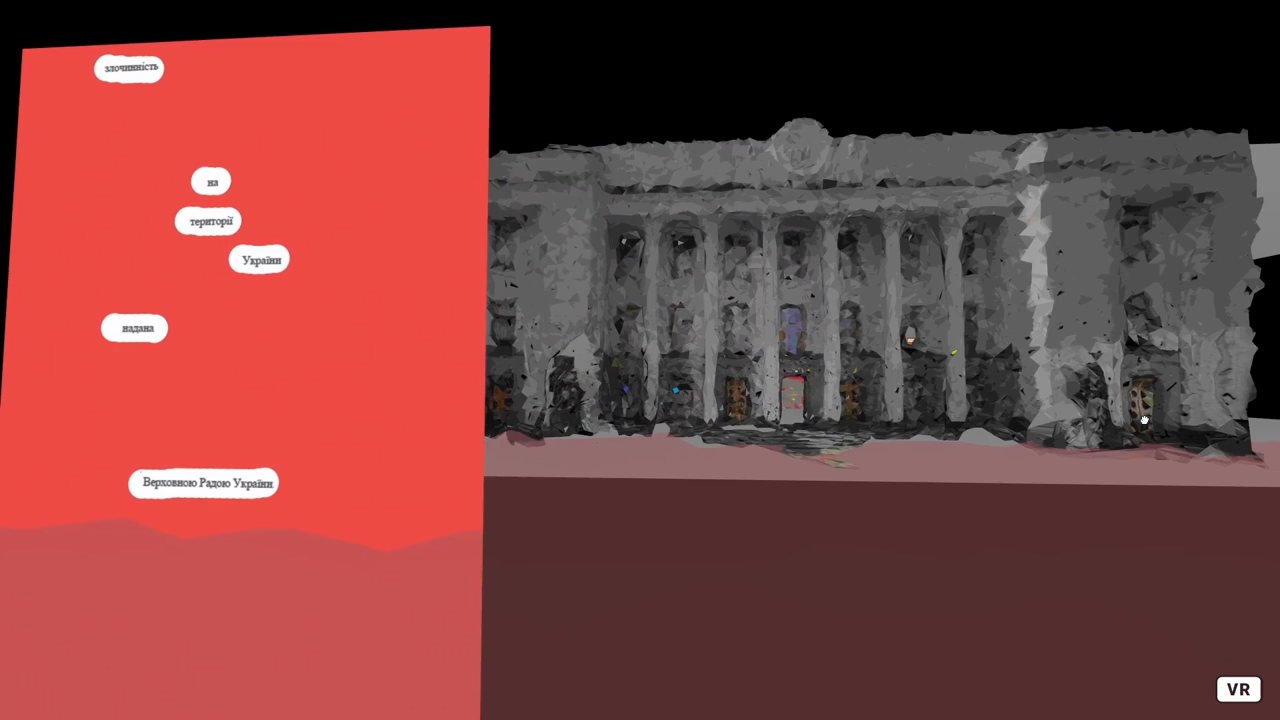 злочинність
на
території
України
надана
Верховною Радою України
VR